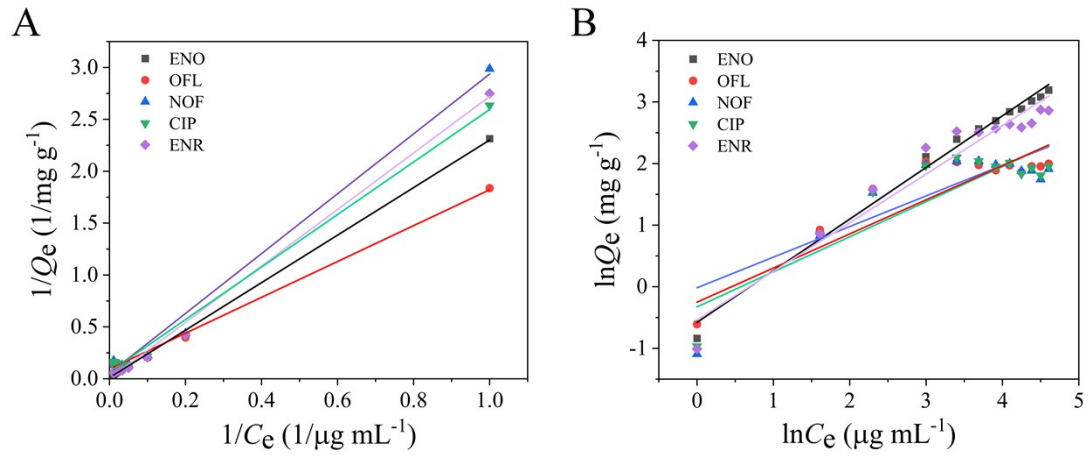 A
1/Qe (1/mg g⁻¹)
3.0
2.5
2.0
1.5
1.0
0.5
0.0
ENO
OFL
NOF
CIP
ENR
0.0 0.2 0.4 0.6 0.8 1.0
1/Ce (1/μg mL⁻¹)
B
lnQe (mg g⁻¹)
4
3
2
1
0
-1
ENO
OFL
NOF
CIP
ENR
0 1 2 3 4 5
lnCe (μg mL⁻¹)